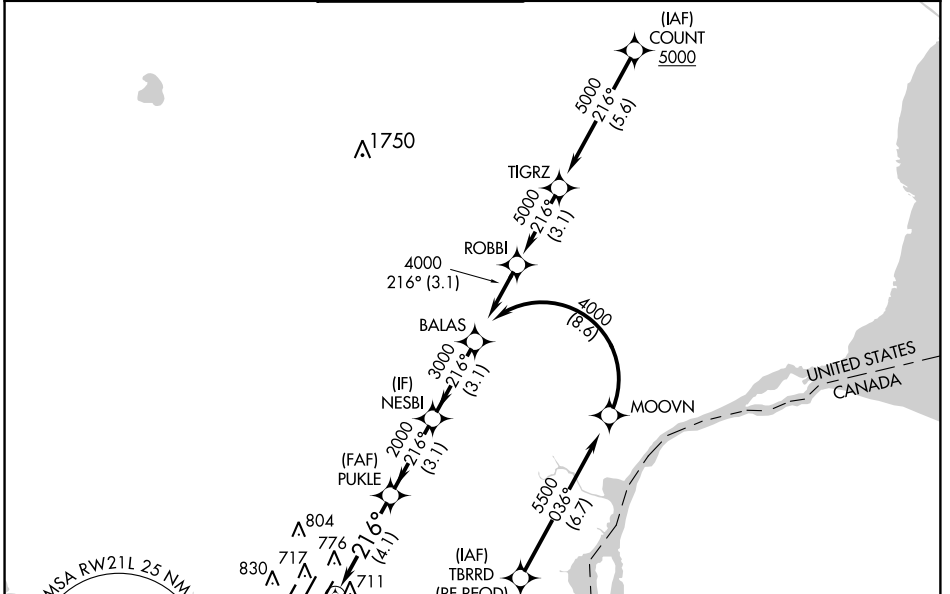 (IAF)
COUNT
5000
5000
216°
(5.6)
1750
TIGRZ
5000
216°
(3.1)
ROBBI
4000
216° (3.1)
4000
(8.6)
BALAS
3000
216°
(3.1)
UNITED STATES
CANADA
(IF)
NESBI
MOOVN
2000
216°
(3.1)
(FAF)
PUKLE
5500
036°
(6.7)
804
216°
(4.1)
776
717
830
711
(IAF)
TBRRD
(RF REQD)
MSA RW21L 25 NM